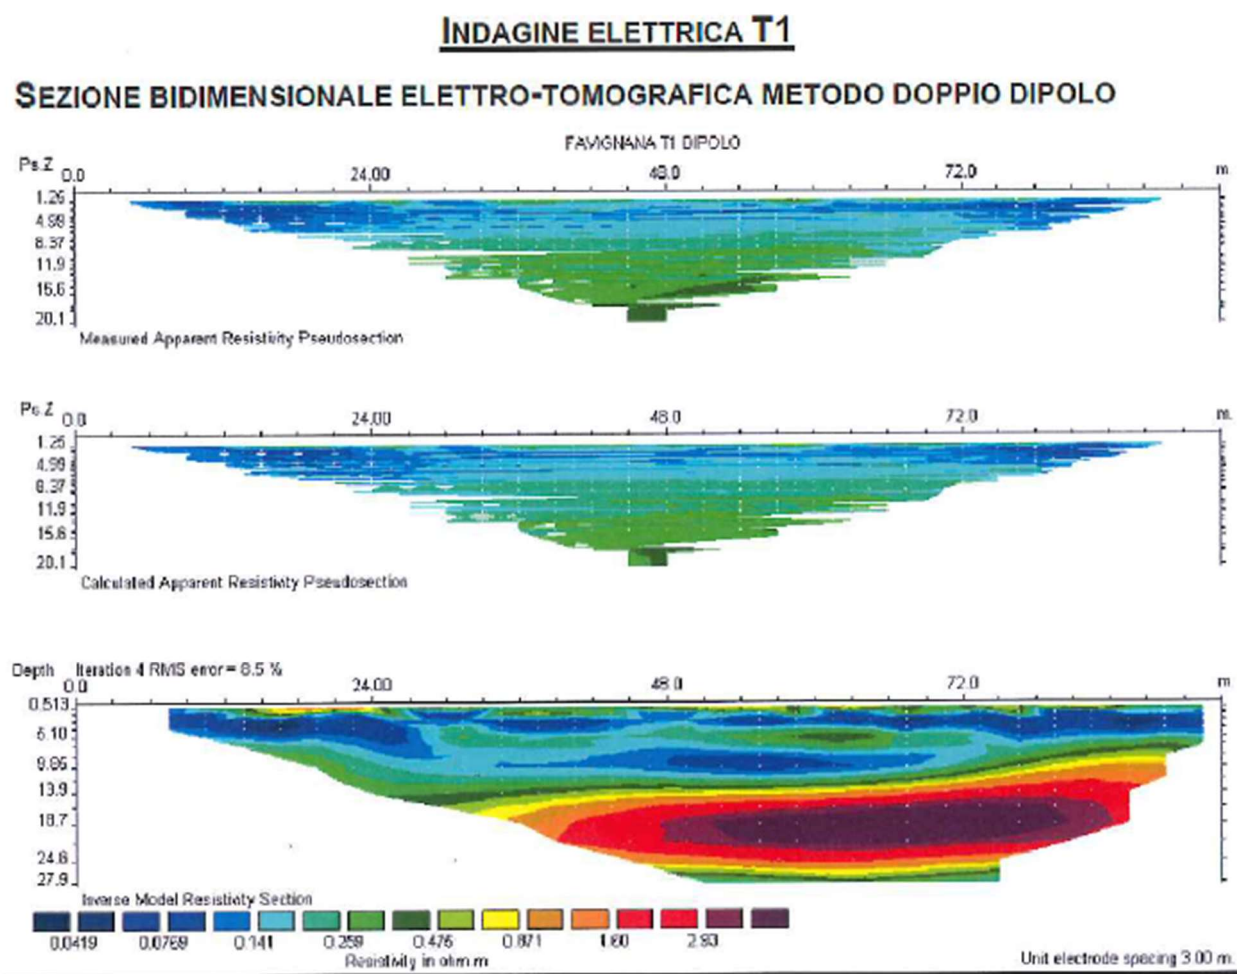 INDAGINE ELETTRICA T1
SEZIONE BIDIMENSIONALE ELETTRO-TOMOGRAFICA METODO DOPPIO DIPOLO
FAVIGNANA T1 DIPOLO
Ps.Z 0.0 24.00 48.0 72.0 m
1.25
4.99
8.37
11.9
15.6
20.1
Measured Apparent Resistivity Pseudosection
Ps.Z 0.0 24.00 48.0 72.0 m.
1.25
4.99
8.37
11.9
15.6
20.1
Calculated Apparent Resistivity Pseudosection
Depth Iteration 4 RMS error = 8.5 %
0.0 24.00 48.0 72.0 m
0.513
5.10
9.85
13.9
18.7
24.8
27.9
Inverse Model Resistivity Section
0.0419 0.0769 0.141 0.259 0.476 0.871 1.60 2.93
Resistivity in ohm.m
Unit electrode spacing 3.00 m.